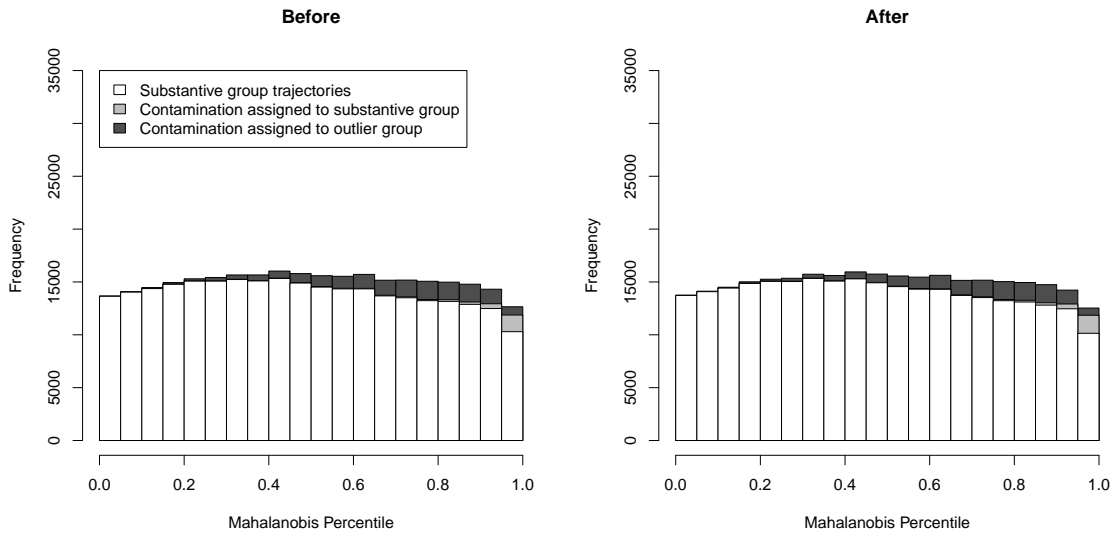 Before
Frequency
0 5000 15000 25000 35000
Substantive group trajectories
Contamination assigned to substantive group
Contamination assigned to outlier group
0.0 0.2 0.4 0.6 0.8 1.0
Mahalanobis Percentile
After
Frequency
0 5000 15000 25000 35000
0.0 0.2 0.4 0.6 0.8 1.0
Mahalanobis Percentile